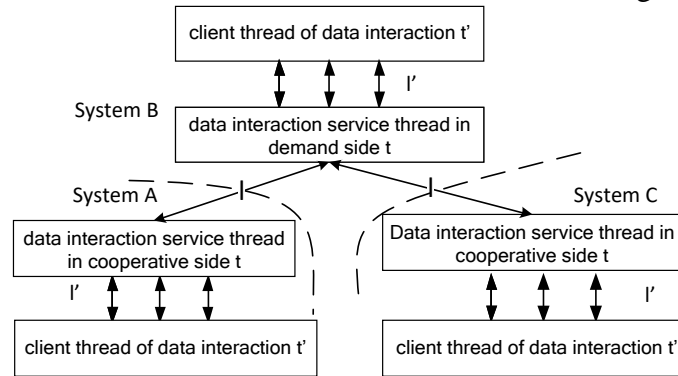 client thread of data interaction t'
I'
System B
data interaction service thread in
demand side t
System A
I
I
System C
data interaction service thread
in cooperative side t
Data interaction service thread in
cooperative side t
I'
I'
client thread of data interaction t'
client thread of data interaction t'